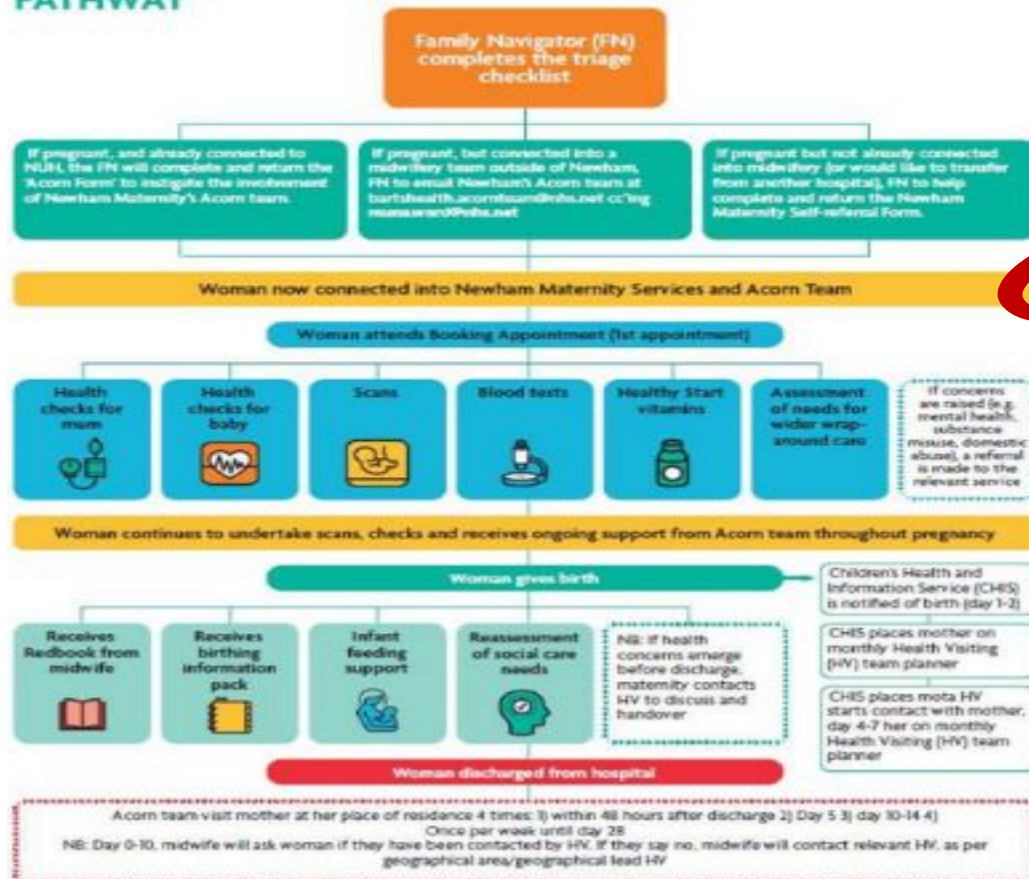 PATHWAY
Family Navigator (FN)
completes the triage
checklist
If pregnant, and already connected to
NUH, the FN will complete and return the
'Acorn Form' to instigate the involvement
of Newham Maternity's Acorn team.
If pregnant, but connected into a
midwifery team outside of Newham,
FN to email Newham's Acorn team at
cc'ing
If pregnant but not already connected
into midwifery (or would like to transfer
from another hospital), FN to help
complete and return the Newham
Maternity Self-referral Form.
Woman now connected into Newham Maternity Services and Acorn Team
Woman attends Booking Appointment (1st appointment)
Health
checks for
mum
Health
checks for
baby
Scans
Blood tests
Healthy Start
vitamins
Assessment
of needs for
wider wrap-
around care
If concerns
are raised (e.g.
mental health,
substance
misuse, domestic
abuse), a referral
is made to the
relevant service
Woman continues to undertake scans, checks and receives ongoing support from Acorn team throughout pregnancy
Woman gives birth
Children's Health and
Information Service (CHIS)
is notified of birth (day 1-2)
CHIS places mother on
monthly Health Visiting
(HV) team planner
CHIS places mota HV
starts contact with mother,
day 4-7 her on monthly
Health Visiting (HV) team
planner
Receives
Redbook from
midwife
Receives
birthing
information
pack
Infant
feeding
support
Reassessment
of social care
needs
NB: If health
concerns emerge
before discharge,
maternity contacts
HV to discuss and
handover
Woman discharged from hospital
Acorn team visit mother at her place of residence 4 times: 1) within 48 hours after discharge 2) Day 5 3) day 10-14 4)
Once per week until day 28
NB: Day 0-10, midwife will ask woman if they have been contacted by HV. If they say no, midwife will contact relevant HV, as per
geographical area/geographical lead HV